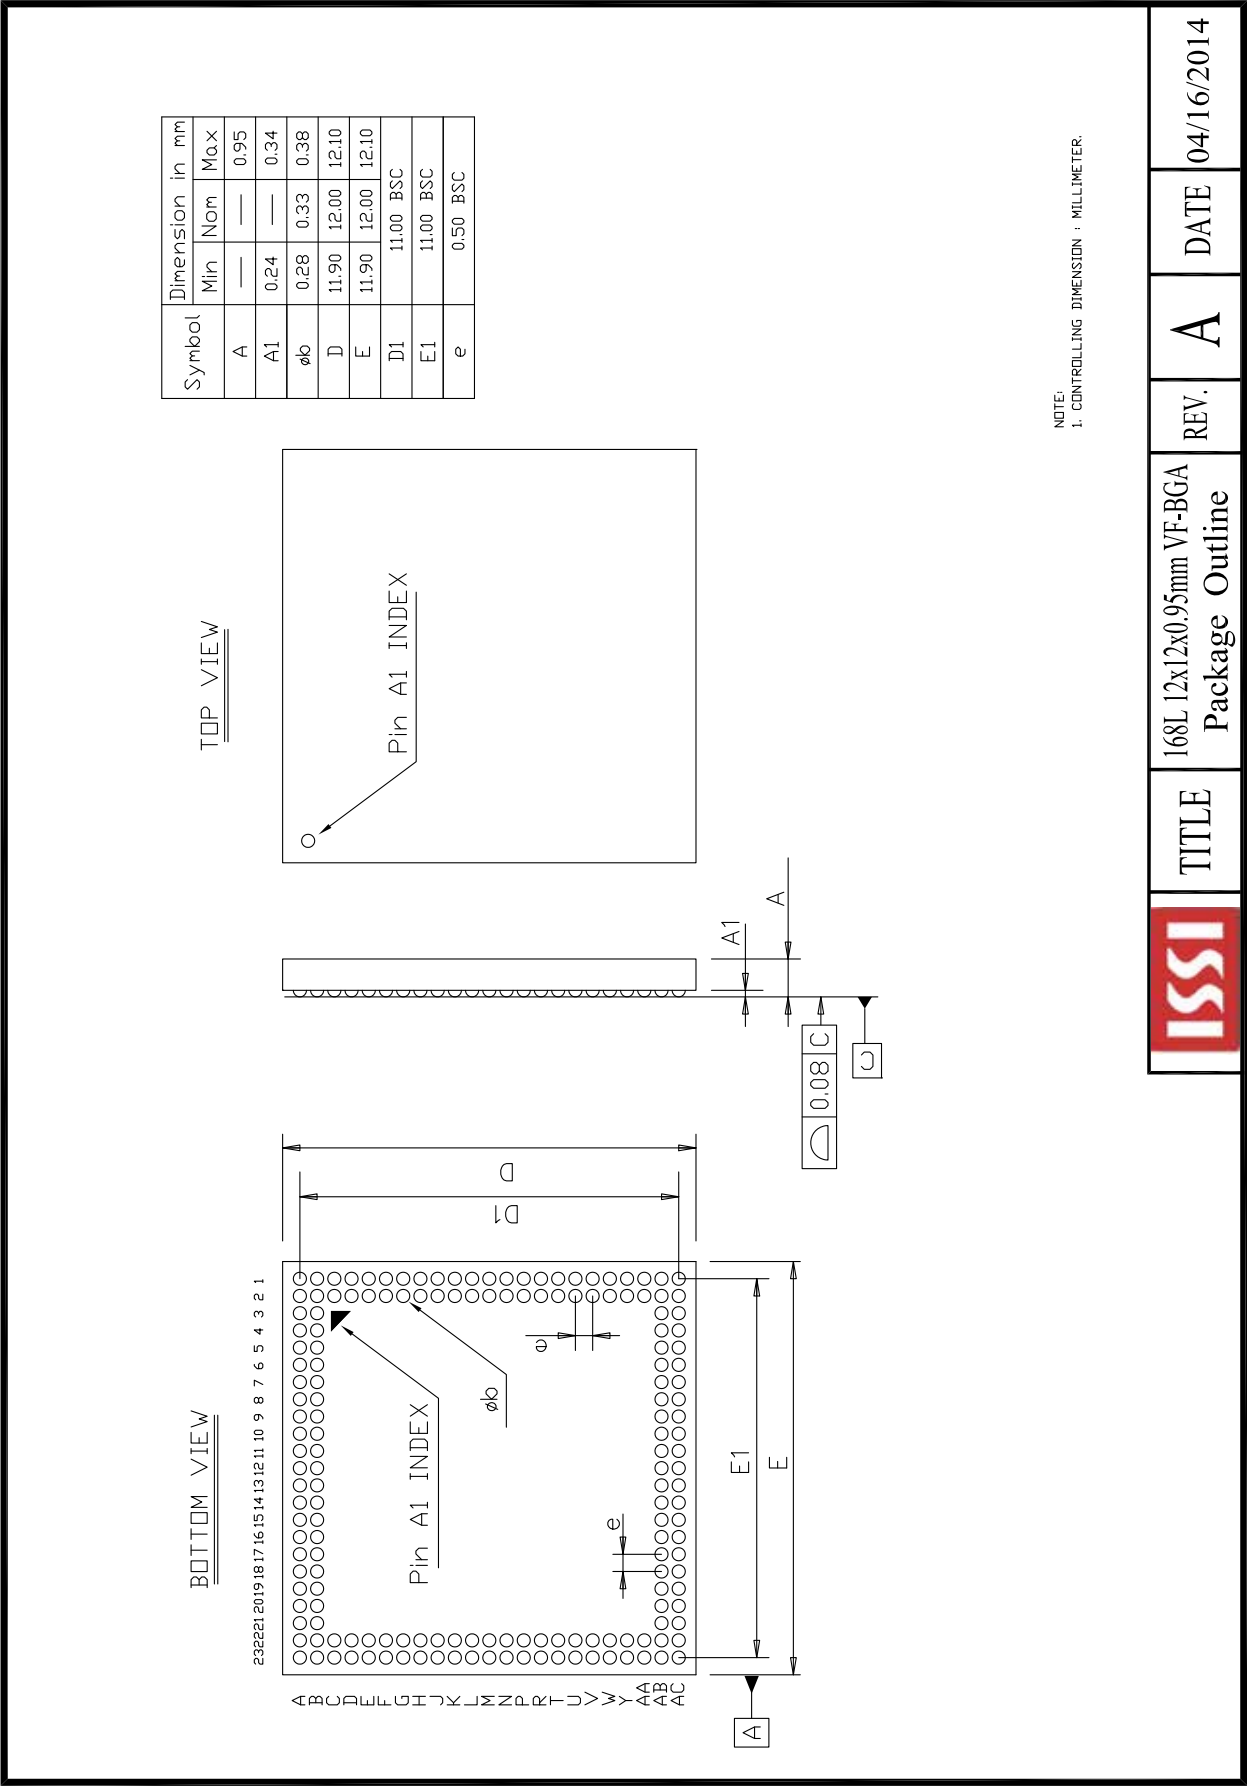 BOTTOM VIEW
23 22 21 20 19 18 17 16 15 14 13 12 11 10 9 8 7 6 5 4 3 2 1
A
B
C
D
E
F
G
H
J
K
L
M
N
P
R
T
U
V
W
Y
AA
AB
AC
Pin A1 INDEX
øb
e
e
E1
E
A
D1
D
0.08 C
C
A1
A
TOP VIEW
Pin A1 INDEX
Symbol Dimension in mm
Min Nom Max
A — — 0.95
A1 0.24 — 0.34
øb 0.28 0.33 0.38
D 11.90 12.00 12.10
E 11.90 12.00 12.10
D1 11.00 BSC
E1 11.00 BSC
e 0.50 BSC
NOTE:
1. CONTROLLING DIMENSION : MILLIMETER.
ISSI
TITLE
168L 12x12x0.95mm VF-BGA
Package Outline
REV.
A
DATE
04/16/2014